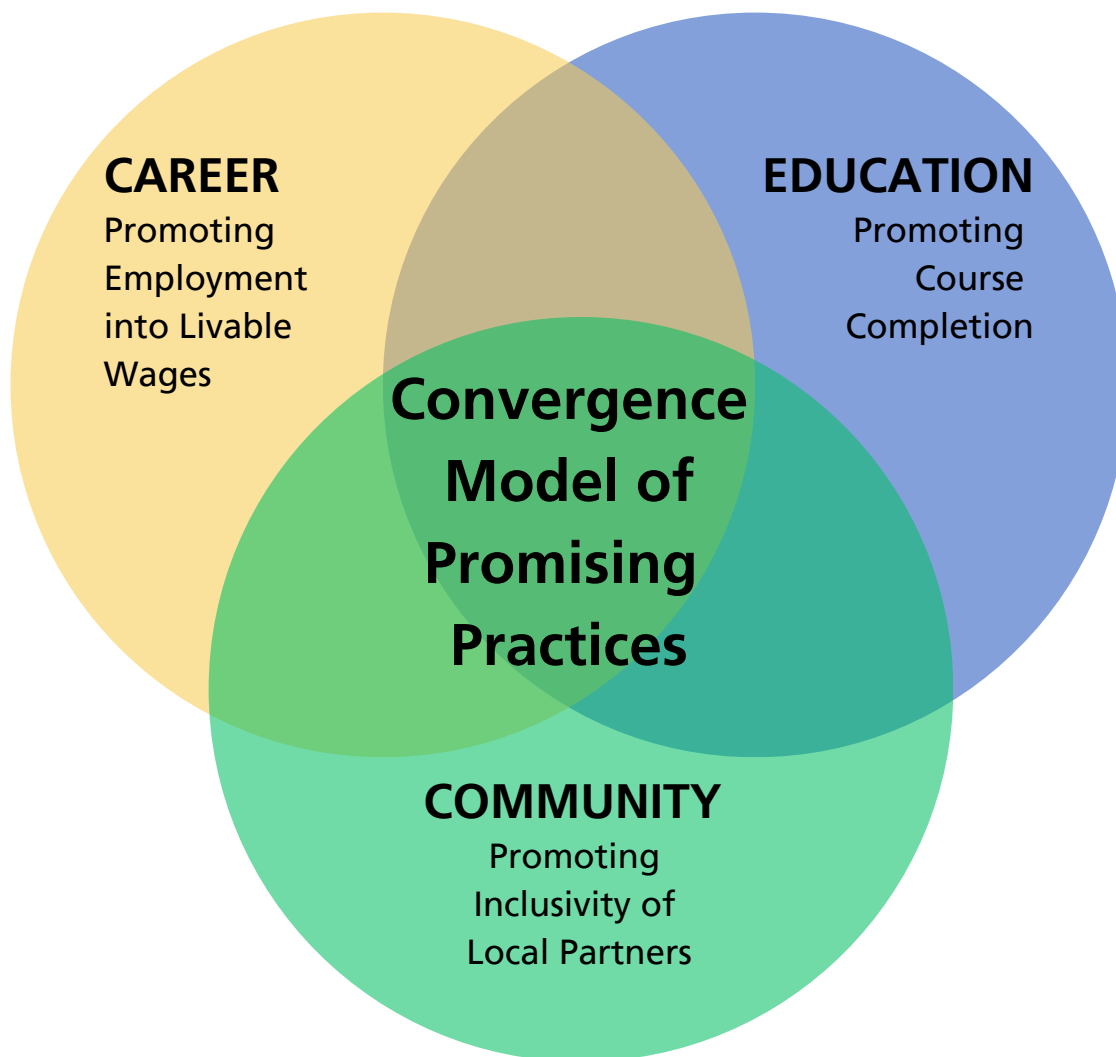 CAREER
Promoting
Employment
into Livable
Wages
EDUCATION
Promoting
Course
Completion
Convergence
Model of
Promising
Practices
COMMUNITY
Promoting
Inclusivity of
Local Partners